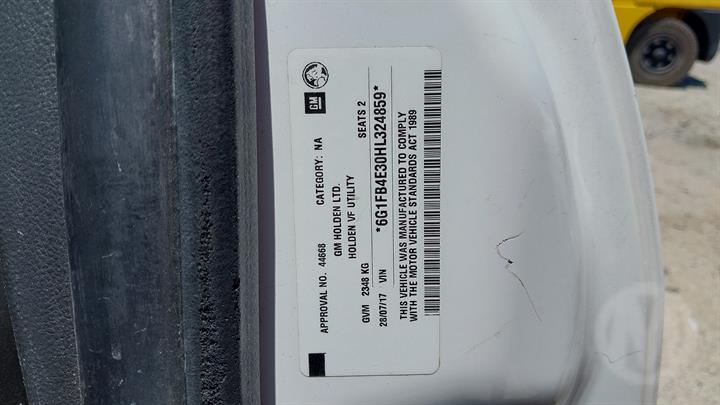 GM
APPROVAL NO. 44668 CATEGORY: NA
GM HOLDEN LTD.
HOLDEN VF UTILITY
GVM 2348 KG SEATS 2
28/07/17 VIN *6G1FB4E30HL324859*
THIS VEHICLE WAS MANUFACTURED TO COMPLY
WITH THE MOTOR VEHICLE STANDARDS ACT 1989